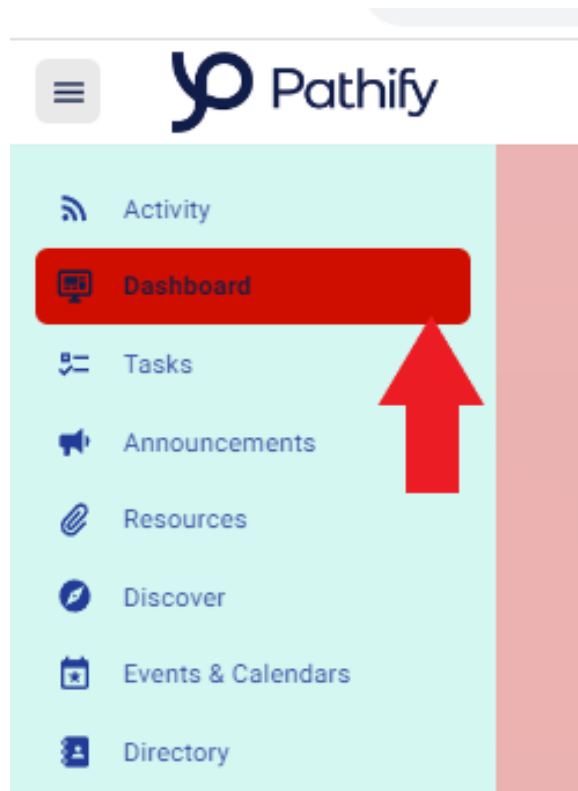 Pathify
Activity
Dashboard
Tasks
Announcements
Resources
Discover
Events & Calendars
Directory